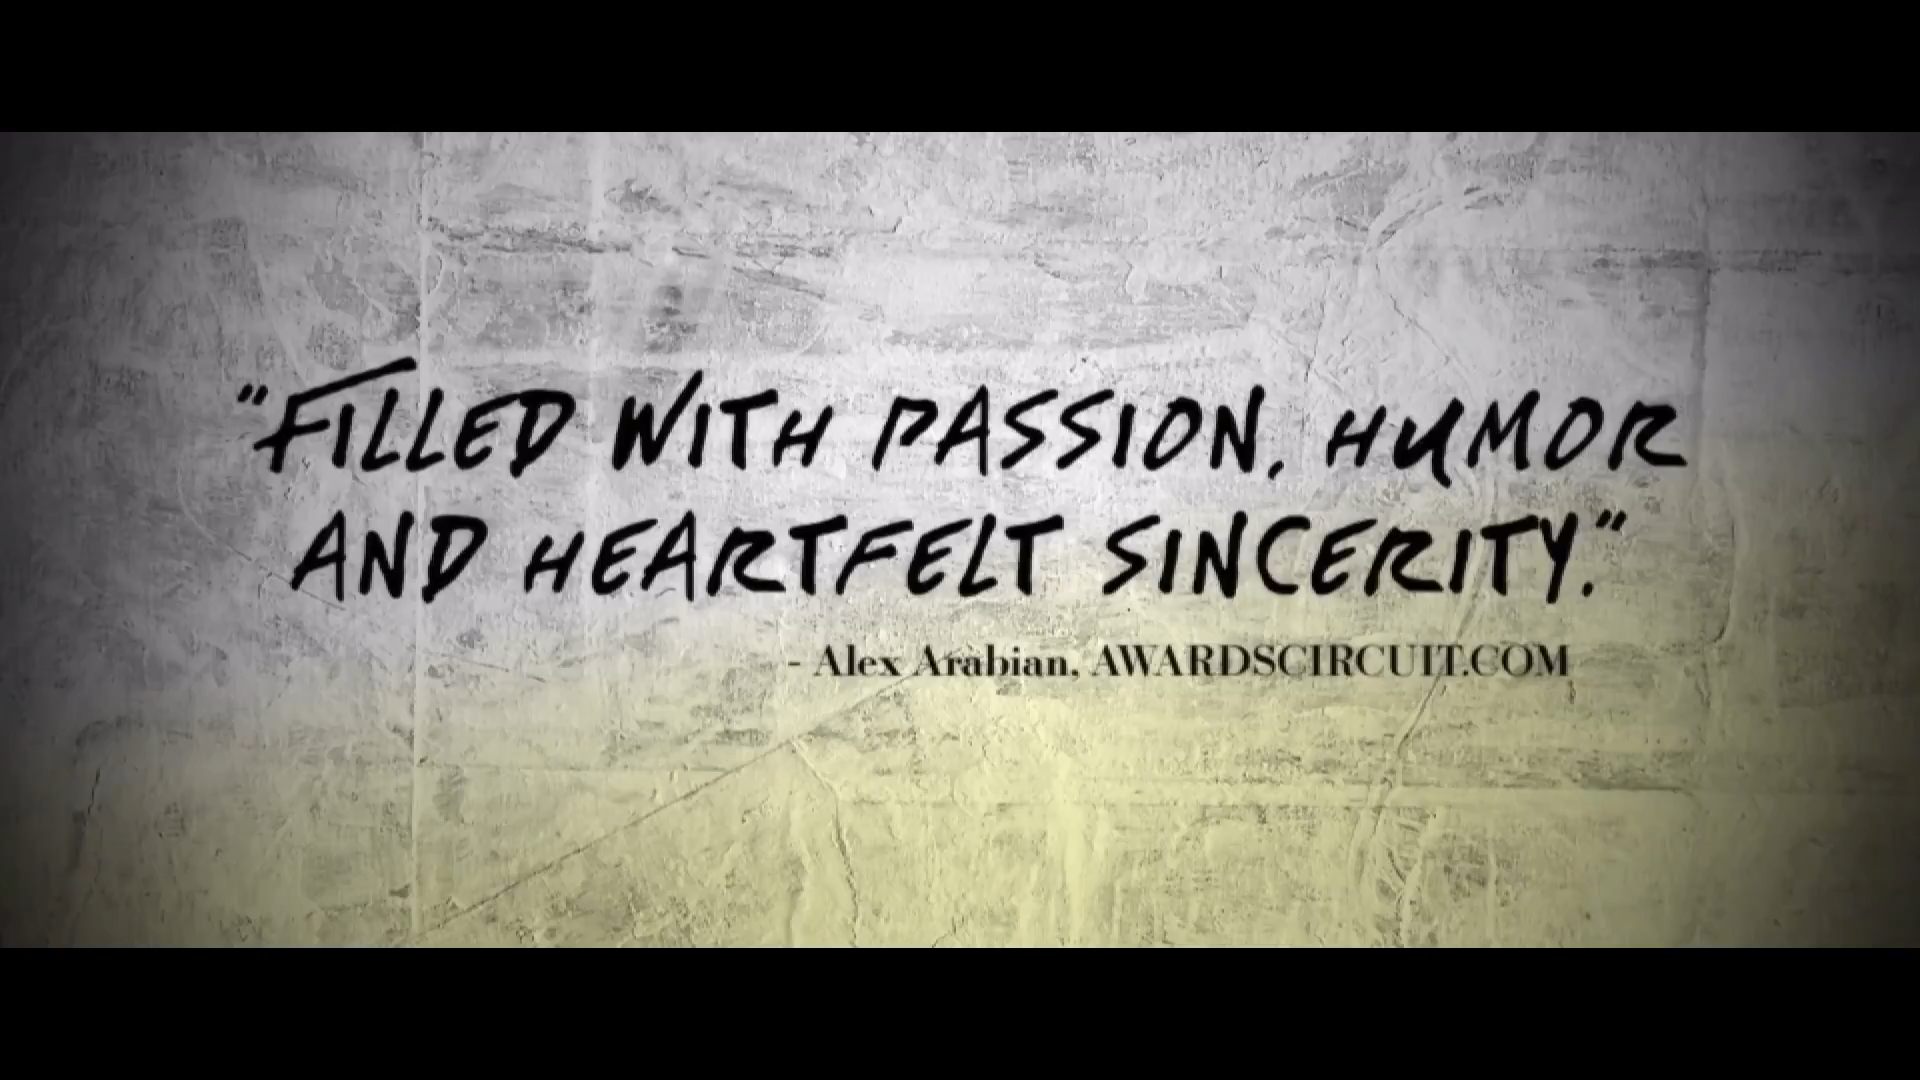 "FILLED WITH PASSION, HUMOR
AND HEARTFELT SINCERITY."
- Alex Arabian, AWARDSCIRCUIT.COM